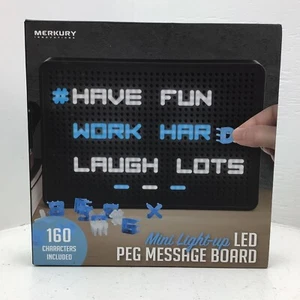 MERKURY
INNOVATIONS
#HAVE FUN
WORK HARD
LAUGH LOTS
160
CHARACTERS
INCLUDED
Mini Light-up LED
PEG MESSAGE BOARD